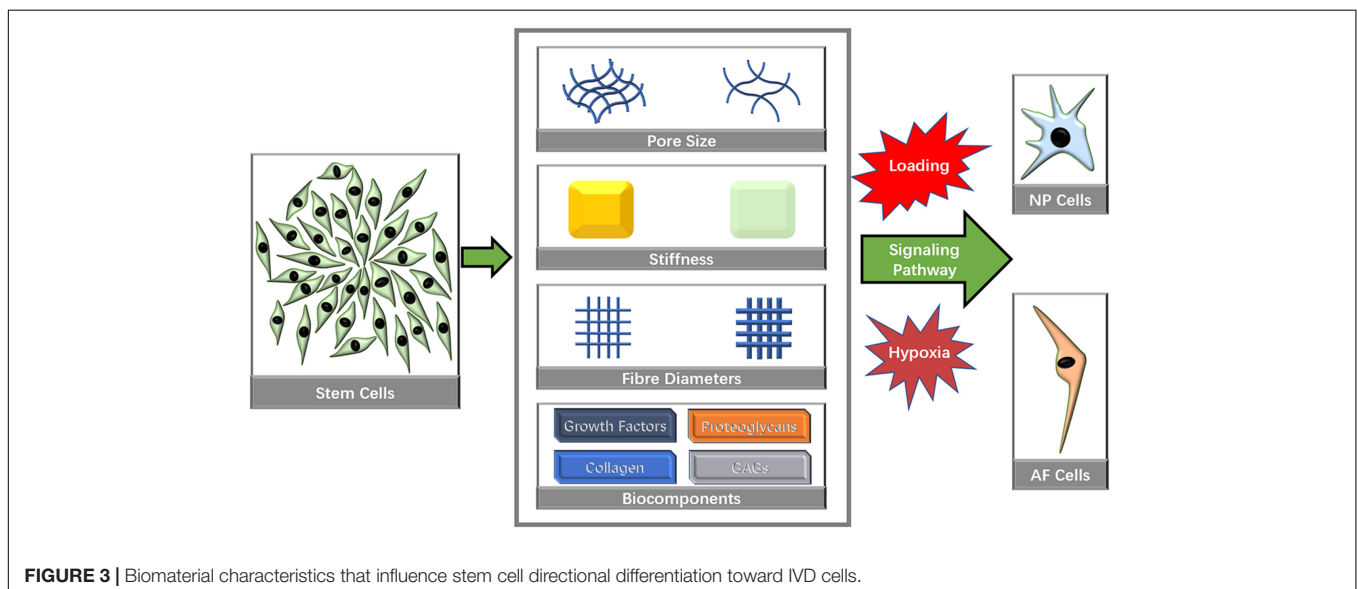 Stem Cells
Pore Size
Stiffness
Fibre Diameters
Growth Factors
Proteoglycans
Collagen
GAGs
Biocomponents
Loading
Signaling
Pathway
Hypoxia
NP Cells
AF Cells
FIGURE 3 | Biomaterial characteristics that influence stem cell directional differentiation toward IVD cells.